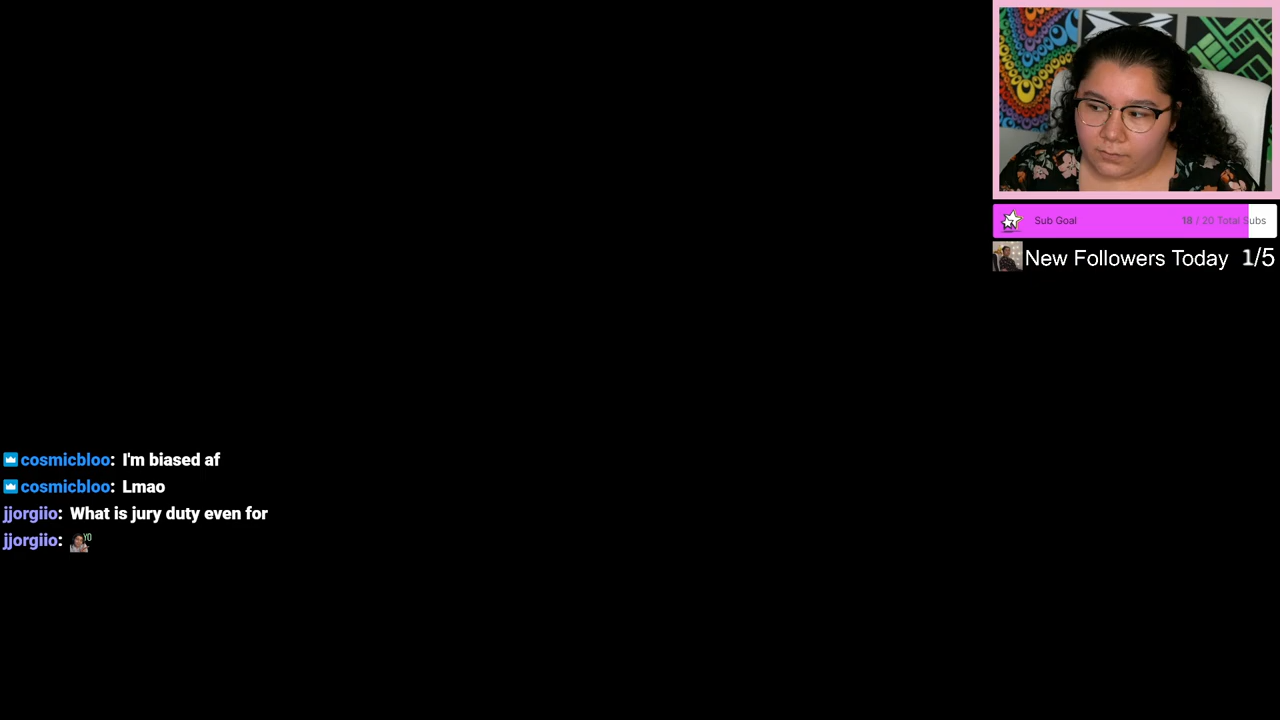 Sub Goal 18 / 20 Total Subs
New Followers Today 1/5
cosmicbloo: I'm biased af
cosmicbloo: Lmao
jjorgiio: What is jury duty even for
jjorgiio: YO